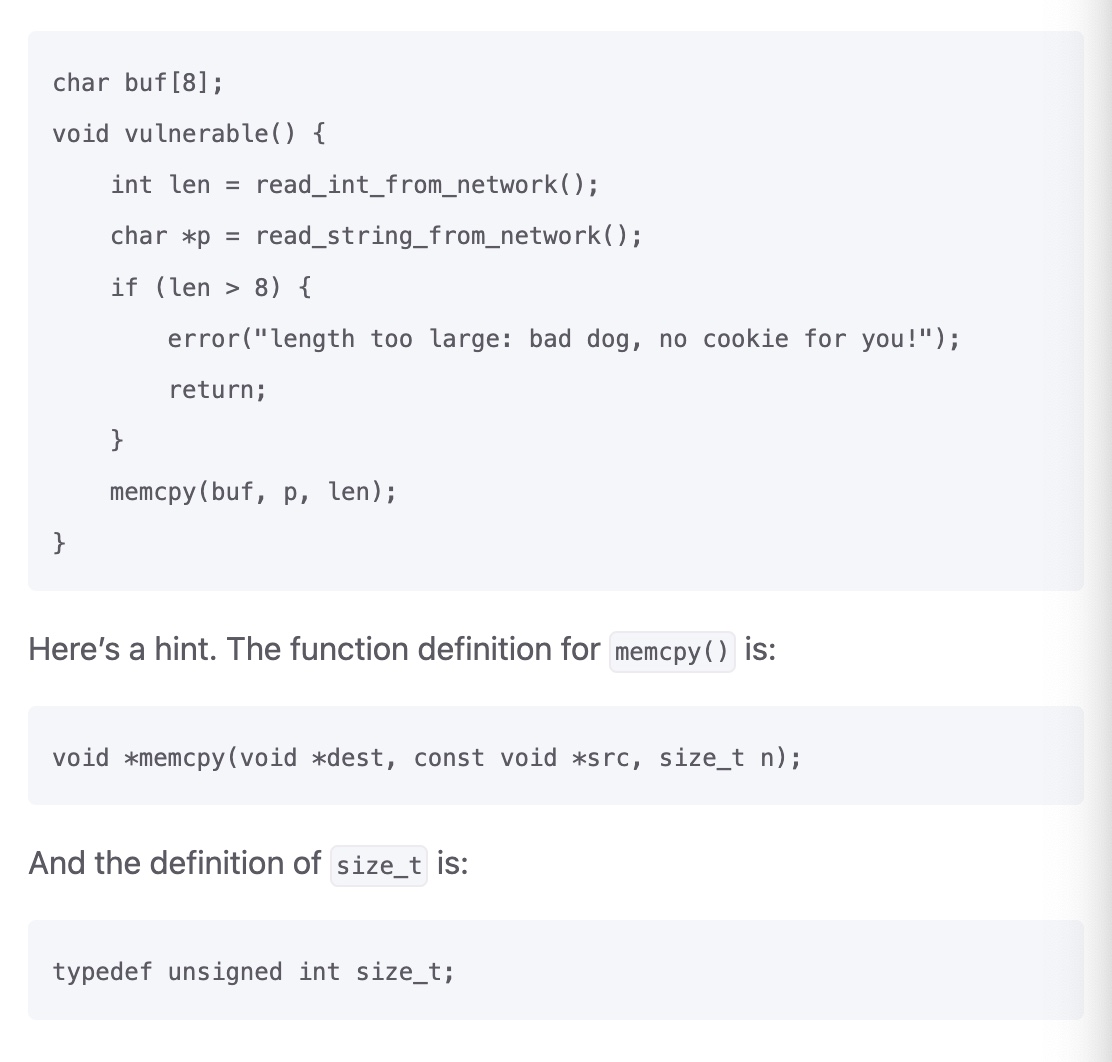 char buf[8];
void vulnerable() {
    int len = read_int_from_network();
    char *p = read_string_from_network();
    if (len > 8) {
        error("length too large: bad dog, no cookie for you!");
        return;
    }
    memcpy(buf, p, len);
}
Here’s a hint. The function definition for memcpy() is:
void *memcpy(void *dest, const void *src, size_t n);
And the definition of size_t is:
typedef unsigned int size_t;